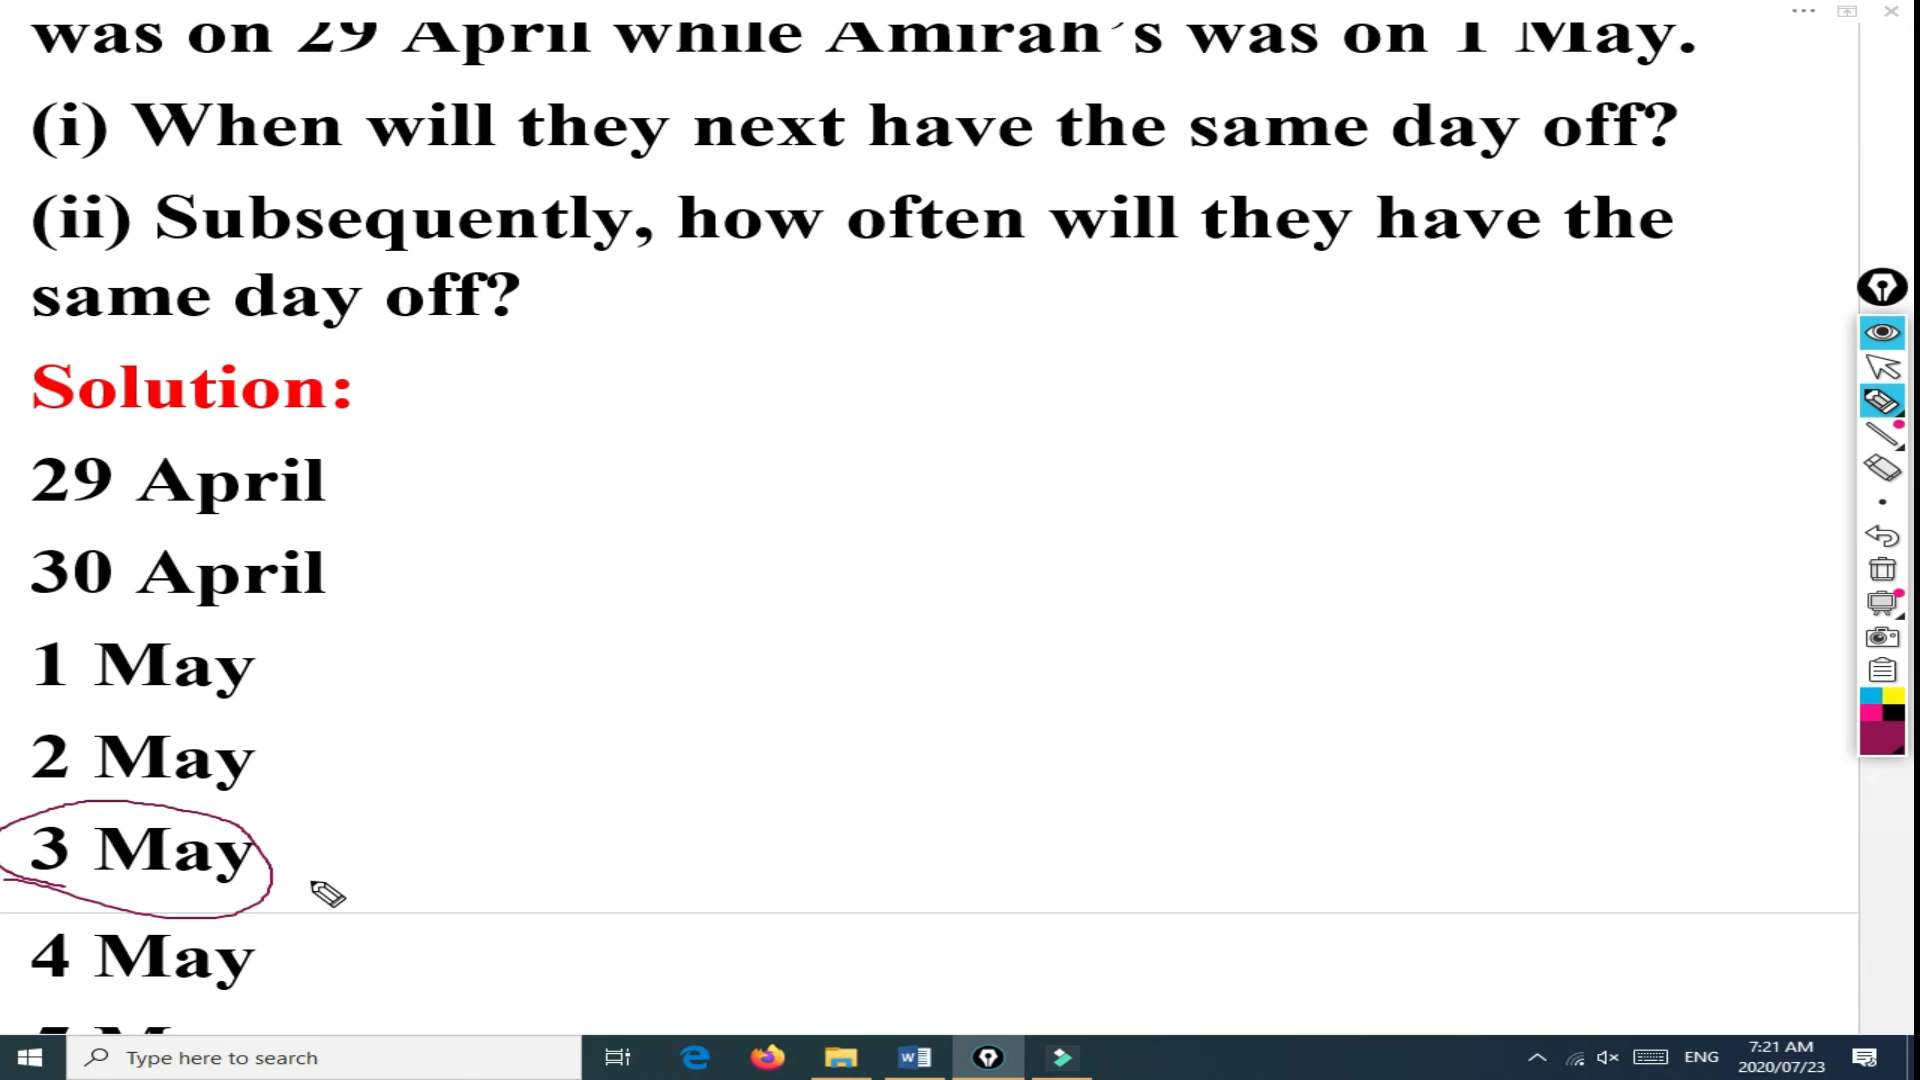 was on 29 April while Amirah's was on 1 May.
(i) When will they next have the same day off?
(ii) Subsequently, how often will they have the
same day off?
Solution:
29 April
30 April
1 May
2 May
3 May
4 May
Type here to search
ENG
7:21 AM
2020/07/23